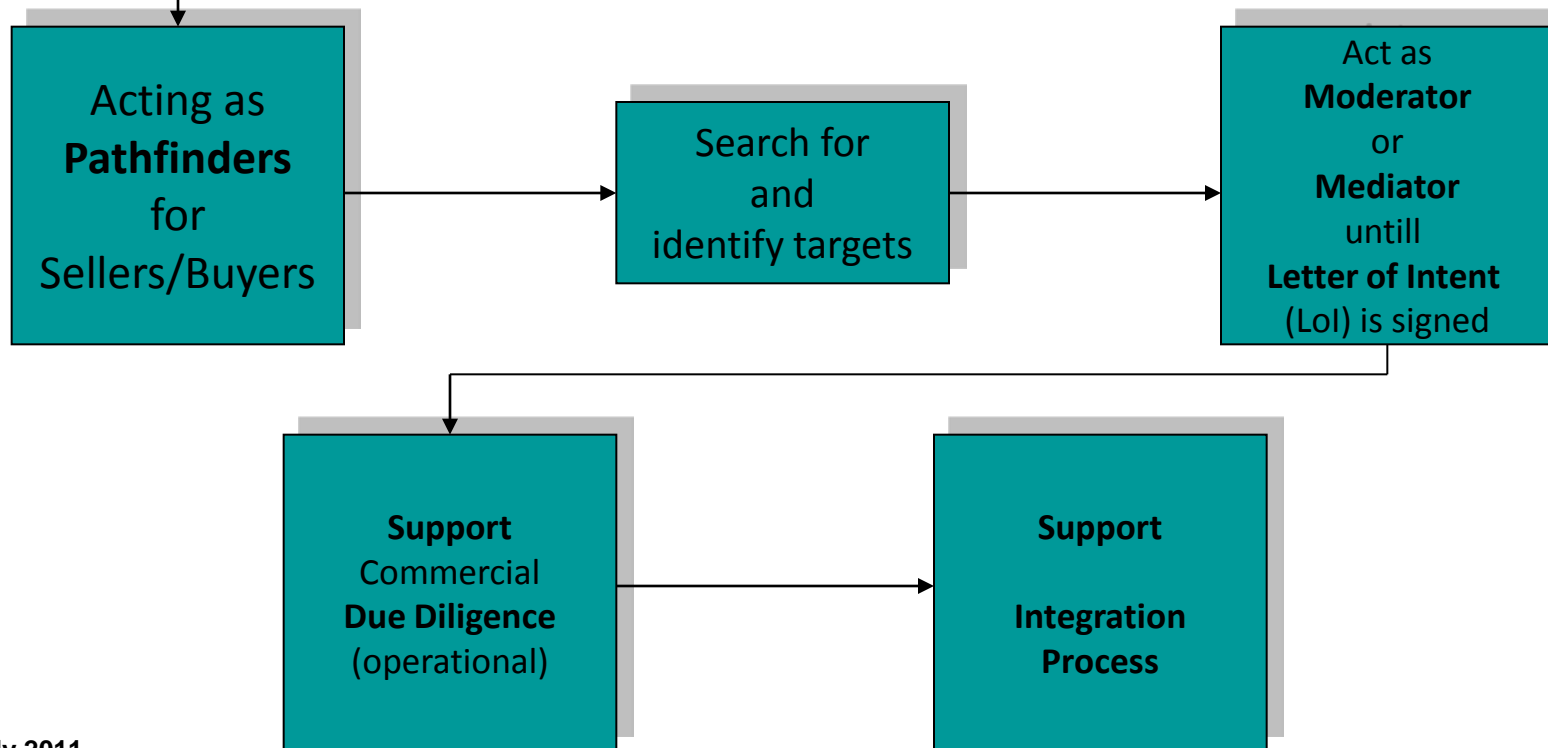 Acting as
Pathfinders
for
Sellers/Buyers
Search for
and
identify targets
Act as
Moderator
or
Mediator
untill
Letter of Intent
(LoI) is signed
Support
Commercial
Due Diligence
(operational)
Support
Integration
Process
2011